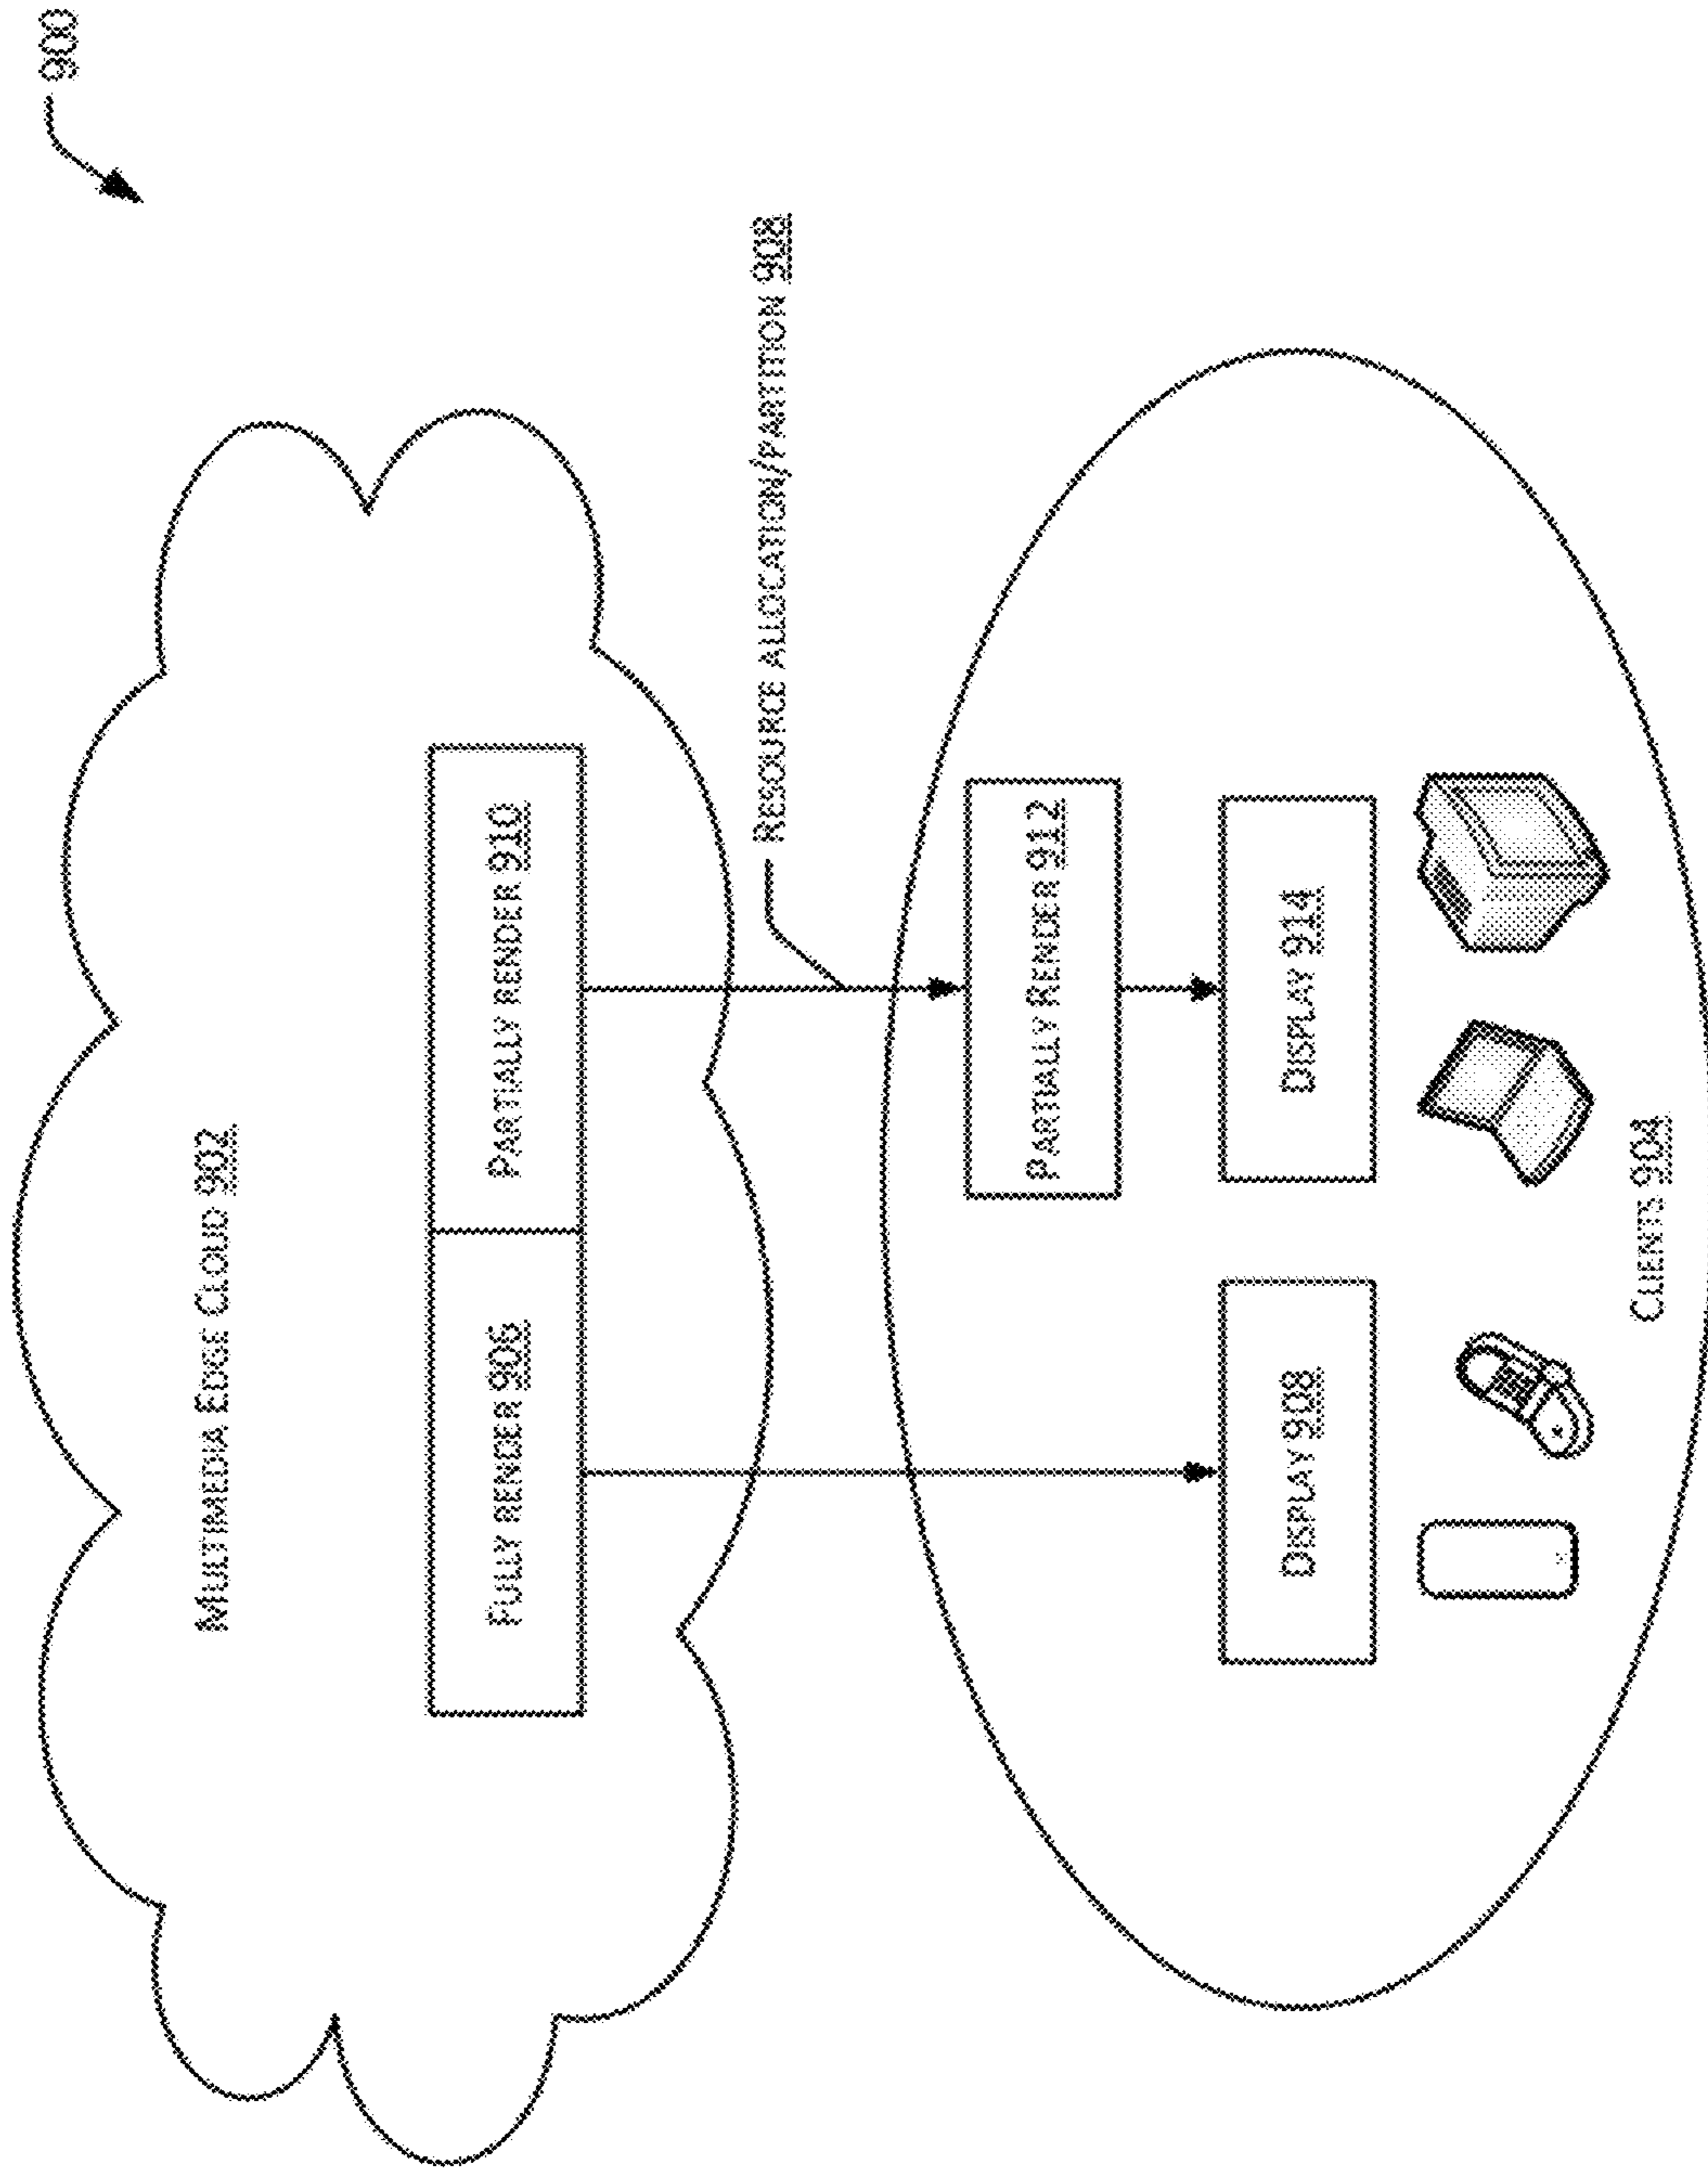 900
MULTIMEDIA EDGE CLOUD 902
FULLY RENDER 906
PARTIALLY RENDER 910
RESOURCE ALLOCATION/PARTITION 908
PARTIALLY RENDER 912
DISPLAY 908
DISPLAY 914
CLIENTS 904